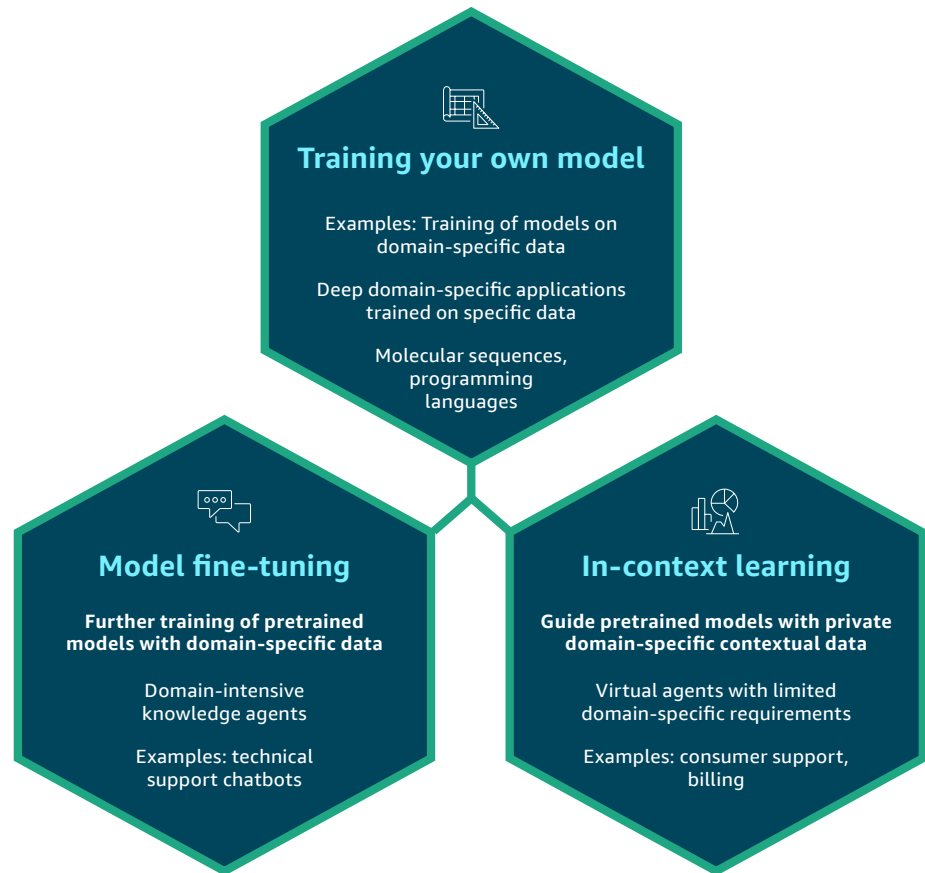 Training your own model
Examples: Training of models on
domain-specific data
Deep domain-specific applications
trained on specific data
Molecular sequences,
programming
languages
Model fine-tuning
Further training of pretrained
models with domain-specific data
Domain-intensive
knowledge agents
Examples: technical
support chatbots
In-context learning
Guide pretrained models with private
domain-specific contextual data
Virtual agents with limited
domain-specific requirements
Examples: consumer support,
billing